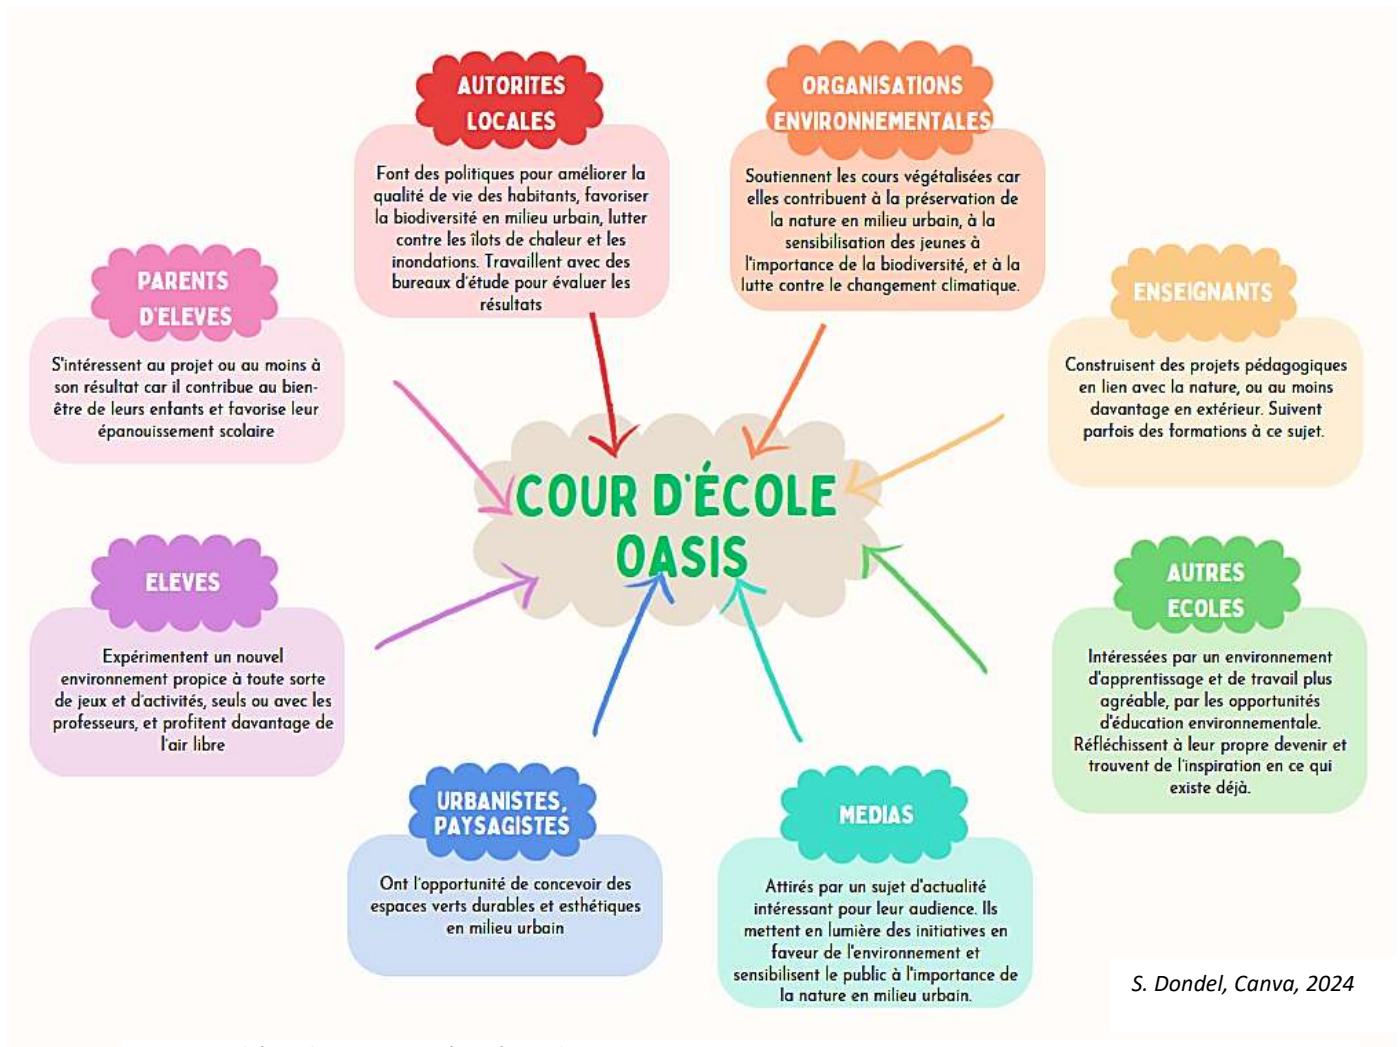 AUTORITES
LOCALES
Font des politiques pour améliorer la
qualité de vie des habitants, favoriser
la biodiversité en milieu urbain, lutter
contre les îlots de chaleur et les
inondations. Travaillent avec des
bureaux d'étude pour évaluer les
résultats
ORGANISATIONS
ENVIRONNEMENTALES
Soutiennent les cours végétalisées car
elles contribuent à la préservation de
la nature en milieu urbain, à la
sensibilisation des jeunes à
l'importance de la biodiversité, et à la
lutte contre le changement climatique.
PARENTS
D'ELEVES
S'intéressent au projet ou au moins à
son résultat car il contribue au bien-
être de leurs enfants et favorise leur
épanouissement scolaire
ENSEIGNANTS
Construisent des projets pédagogiques
en lien avec la nature, ou au moins
davantage en extérieur. Suivent
parfois des formations à ce sujet.
COUR D'ÉCOLE
OASIS
ELEVES
Expérimentent un nouvel
environnement propice à toute sorte
de jeux et d'activités, seuls ou avec les
professeurs, et profitent davantage de
l'air libre
AUTRES
ECOLES
Intéressées par un environnement
d'apprentissage et de travail plus
agréable, par les opportunités
d'éducation environnementale.
Réfléchissent à leur propre devenir et
trouvent de l'inspiration en ce qui
existe déjà.
URBANISTES,
PAYSAGISTES
Ont l'opportunité de concevoir des
espaces verts durables et esthétiques
en milieu urbain
MEDIAS
Attirés par un sujet d'actualité
intéressant pour leur audience. Ils
mettent en lumière des initiatives en
faveur de l'environnement et
sensibilisent le public à l'importance de
la nature en milieu urbain.
S. Dondel, Canva, 2024